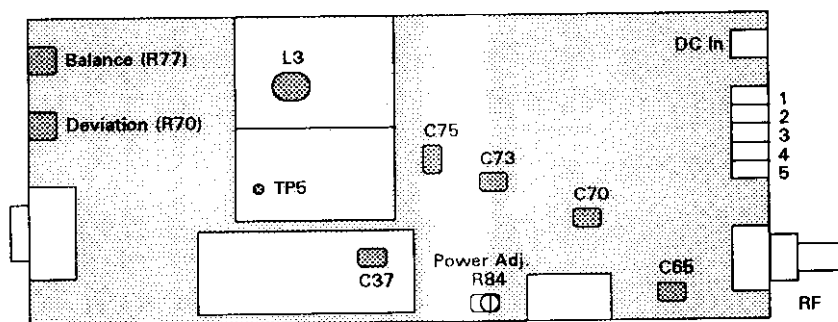 Balance (R77)
Deviation (R70)
L3
TP5
C37
C75
C73
C70
Power Adj.
R84
C65
DC In
1
2
3
4
5
RF